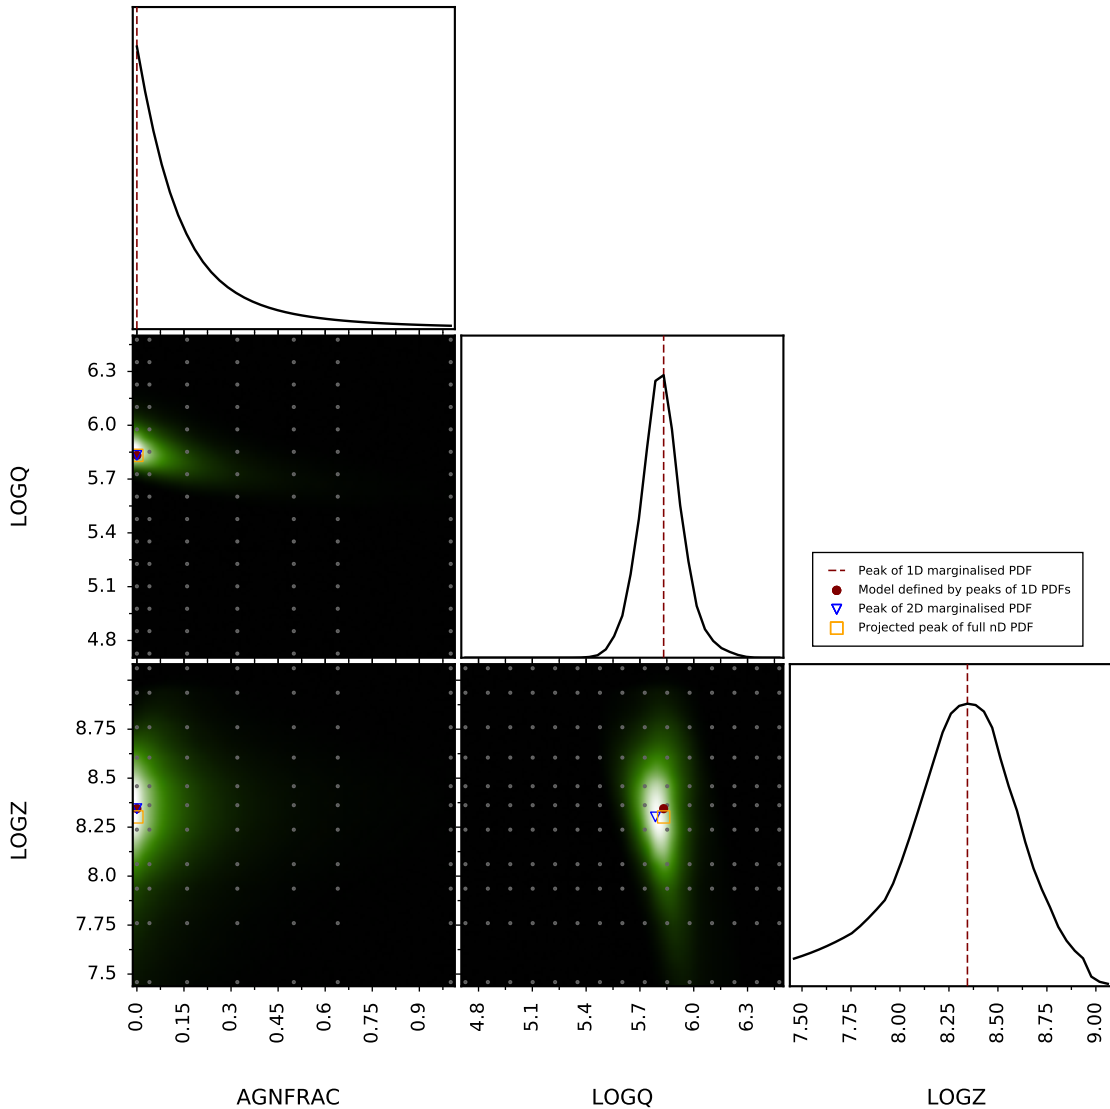 6.3
6.0
5.7
5.4
5.1
4.8
LOGQ
Peak of 1D marginalised PDF
Model defined by peaks of 1D PDFs
Peak of 2D marginalised PDF
Projected peak of full nD PDF
8.75
8.5
8.25
8.0
7.75
7.5
LOGZ
0.0 0.15 0.3 0.45 0.6 0.75 0.9
4.8 5.1 5.4 5.7 6.0 6.3
7.50 7.75 8.00 8.25 8.50 8.75 9.00
AGNFRAC LOGQ LOGZ